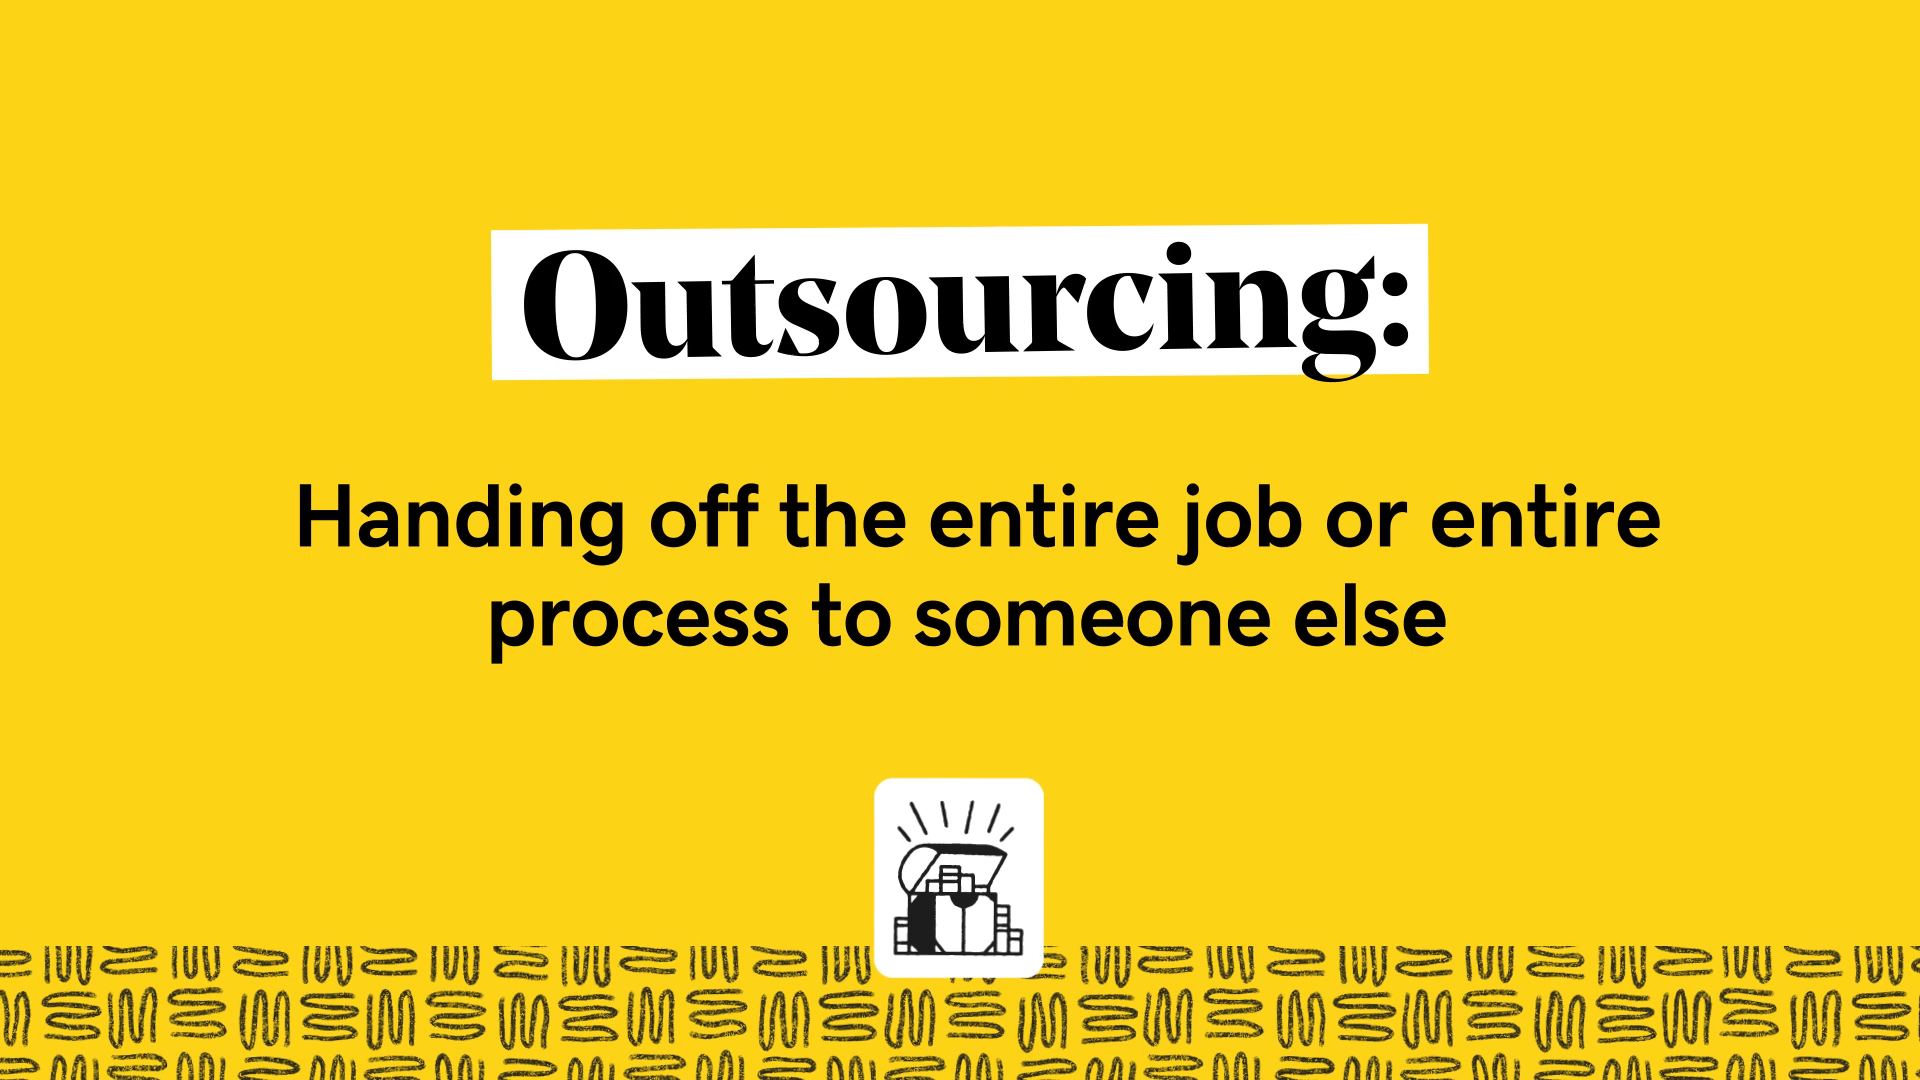 Outsourcing:
Handing off the entire job or entire
process to someone else